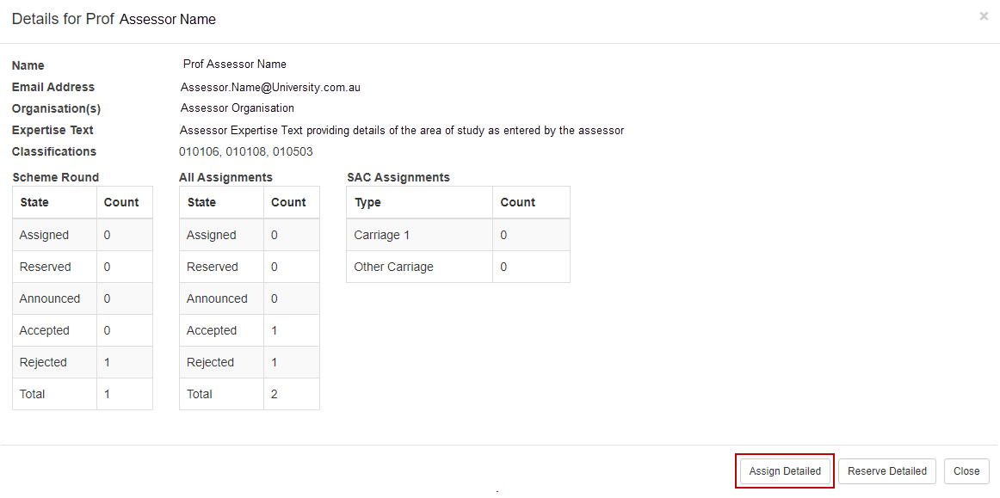 Details for Prof Assessor Name
×
Name Prof Assessor Name
Email Address Assessor.Name@University.com.au
Organisation(s) Assessor Organisation
Expertise Text Assessor Expertise Text providing details of the area of study as entered by the assessor
Classifications 010106, 010108, 010503
Scheme Round All Assignments SAC Assignments
State Count State Count Type Count
Assigned 0 Assigned 0 Carriage 1 0
Reserved 0 Reserved 0 Other Carriage 0
Announced 0 Announced 0
Accepted 0 Accepted 1
Rejected 1 Rejected 1
Total 1 Total 2
Assign Detailed Reserve Detailed Close